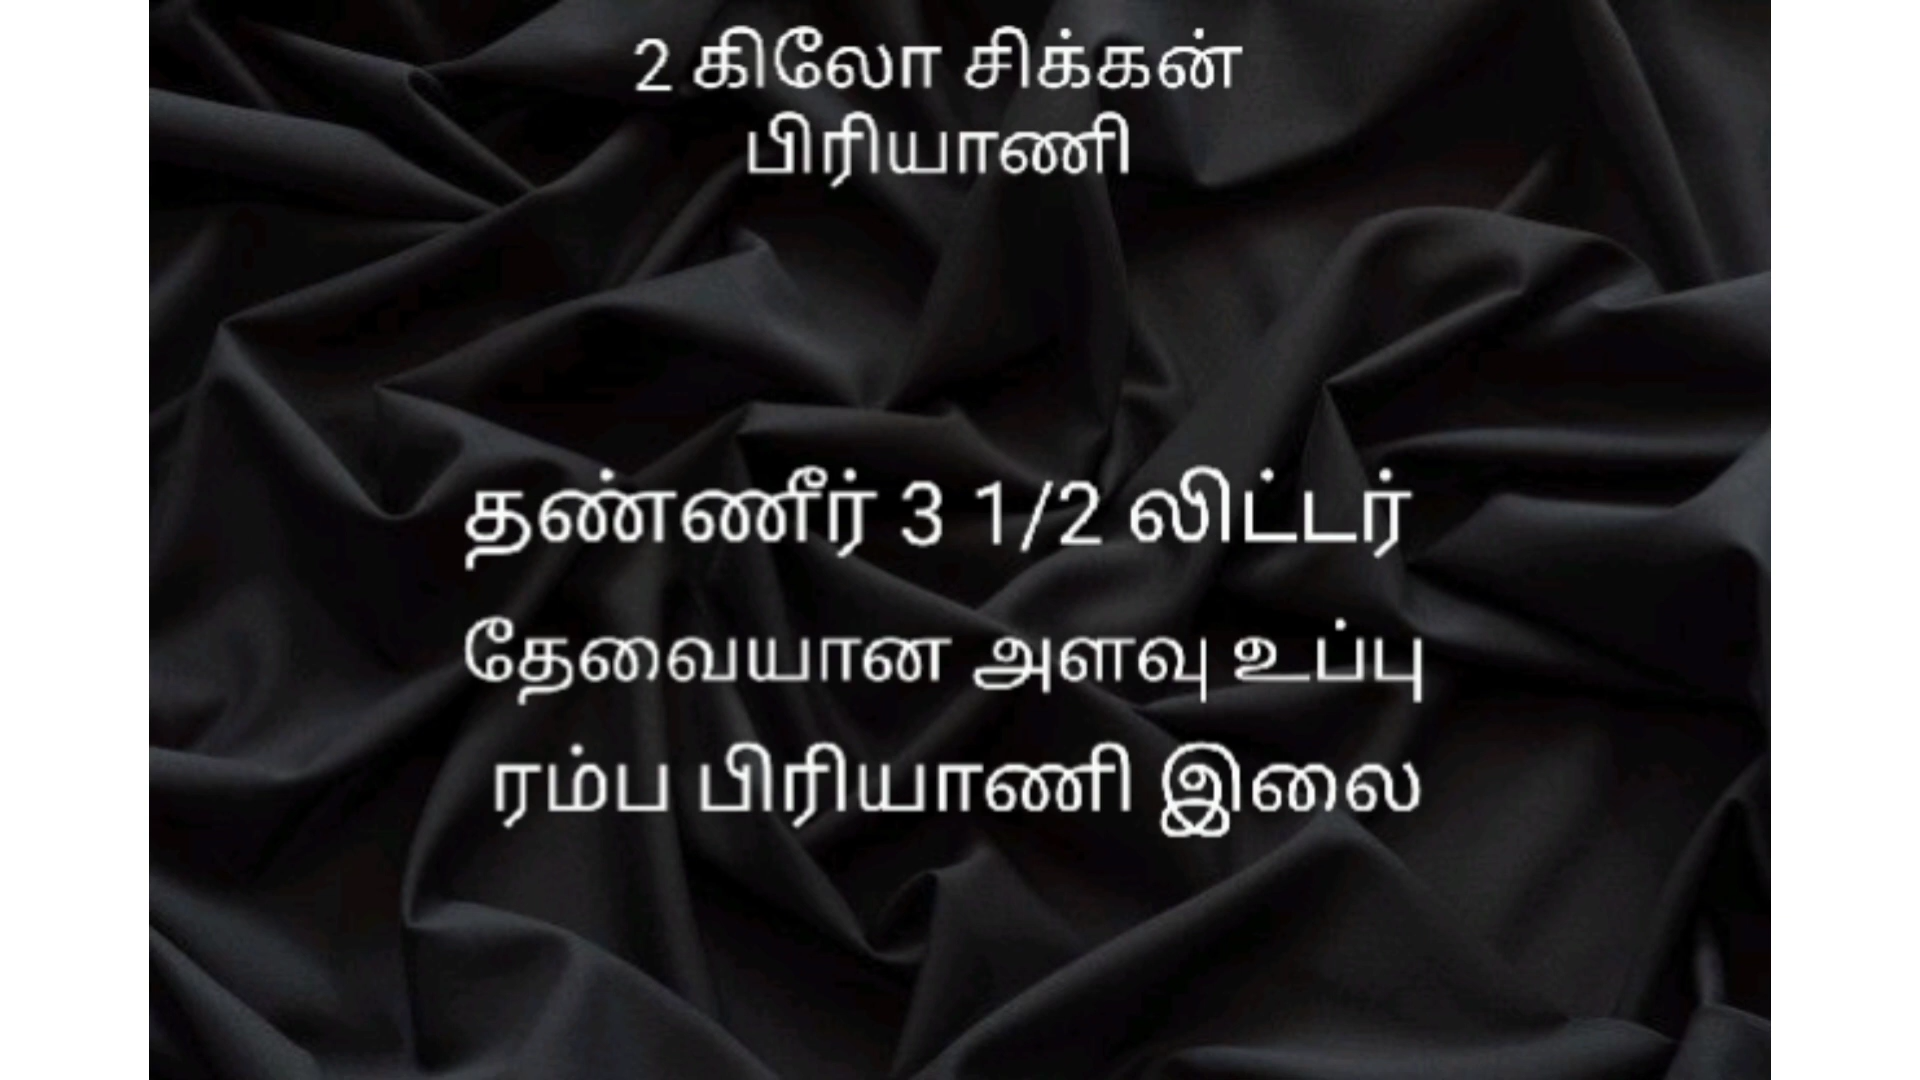 2 கிலோ சிக்கன்
பிரியாணி
தண்ணீர் 3 1/2 லிட்டர்
தேவையான அளவு உப்பு
ரம்ப பிரியாணி இலை